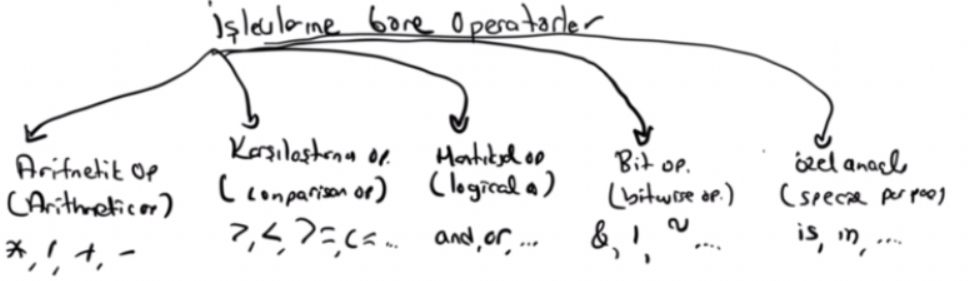 İşlevlerine Göre Operatörler
Aritmetik op
(Arithmetic op)
*, /, +, -
Karşılaştırma op.
(comparison op)
>, <, >=, <= ...
Mantıksal op
(logical o)
and, or, ...
Bit op.
(bitwise op.)
&, |, ~, ....
özel amaçlı
(special purpose)
is, in, ....